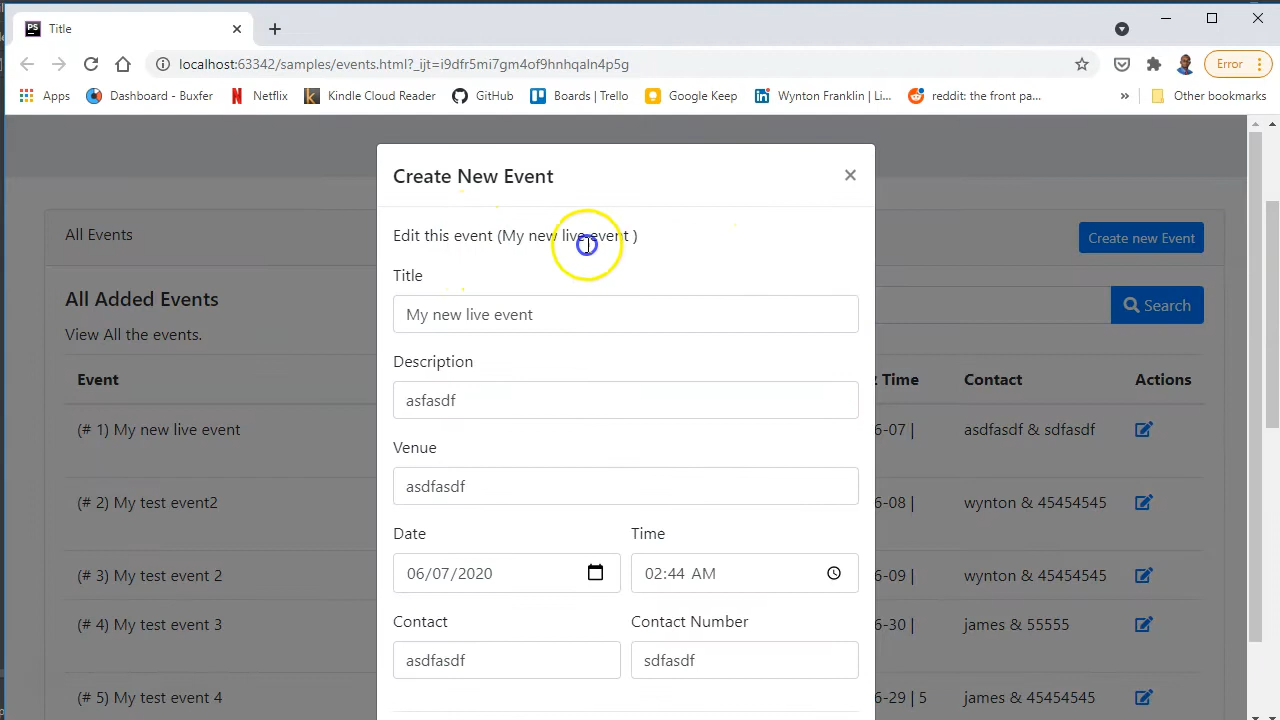 PS Title
localhost:63342/samples/events.html?_ijt=i9dfr5mi7gm4of9hnhqaln4p5g
Error
Apps Dashboard - Buxfer Netflix Kindle Cloud Reader GitHub Boards | Trello Google Kee Wynton Franklin | Li... reddit: the front pa... » Other bookmarks
Create New Event
All Events
Edit this event (My new live event )
Create new Event
Title
All Added Events
My new live event
Search
View All the events.
Description
Event
Time
Contact
Actions
asfasdf
(# 1) My new live event
6-07 |
asdfasdf & sdfasdf
Venue
asdfasdf
(# 2) My test event2
6-08 |
wynton & 45454545
Date
Time
06/07/2020
02:44 AM
(# 3) My test event 2
6-09 |
wynton & 45454545
Contact
Contact Number
(# 4) My test event 3
6-30 |
james & 55555
asdfasdf
sdfasdf
(# 5) My test event 4
6-29 | 5
james & 45454545